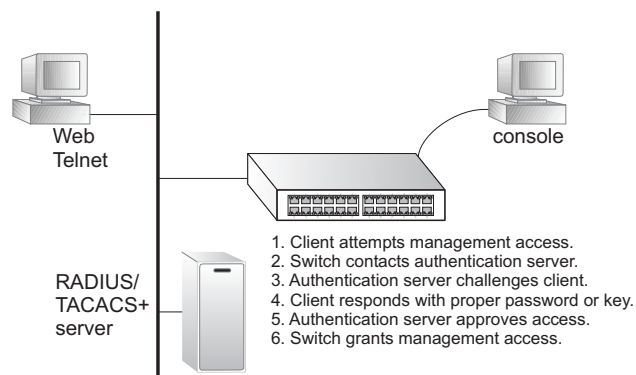 Web
Telnet
console
RADIUS/
TACACS+
server
1. Client attempts management access.
2. Switch contacts authentication server.
3. Authentication server challenges client.
4. Client responds with proper password or key.
5. Authentication server approves access.
6. Switch grants management access.